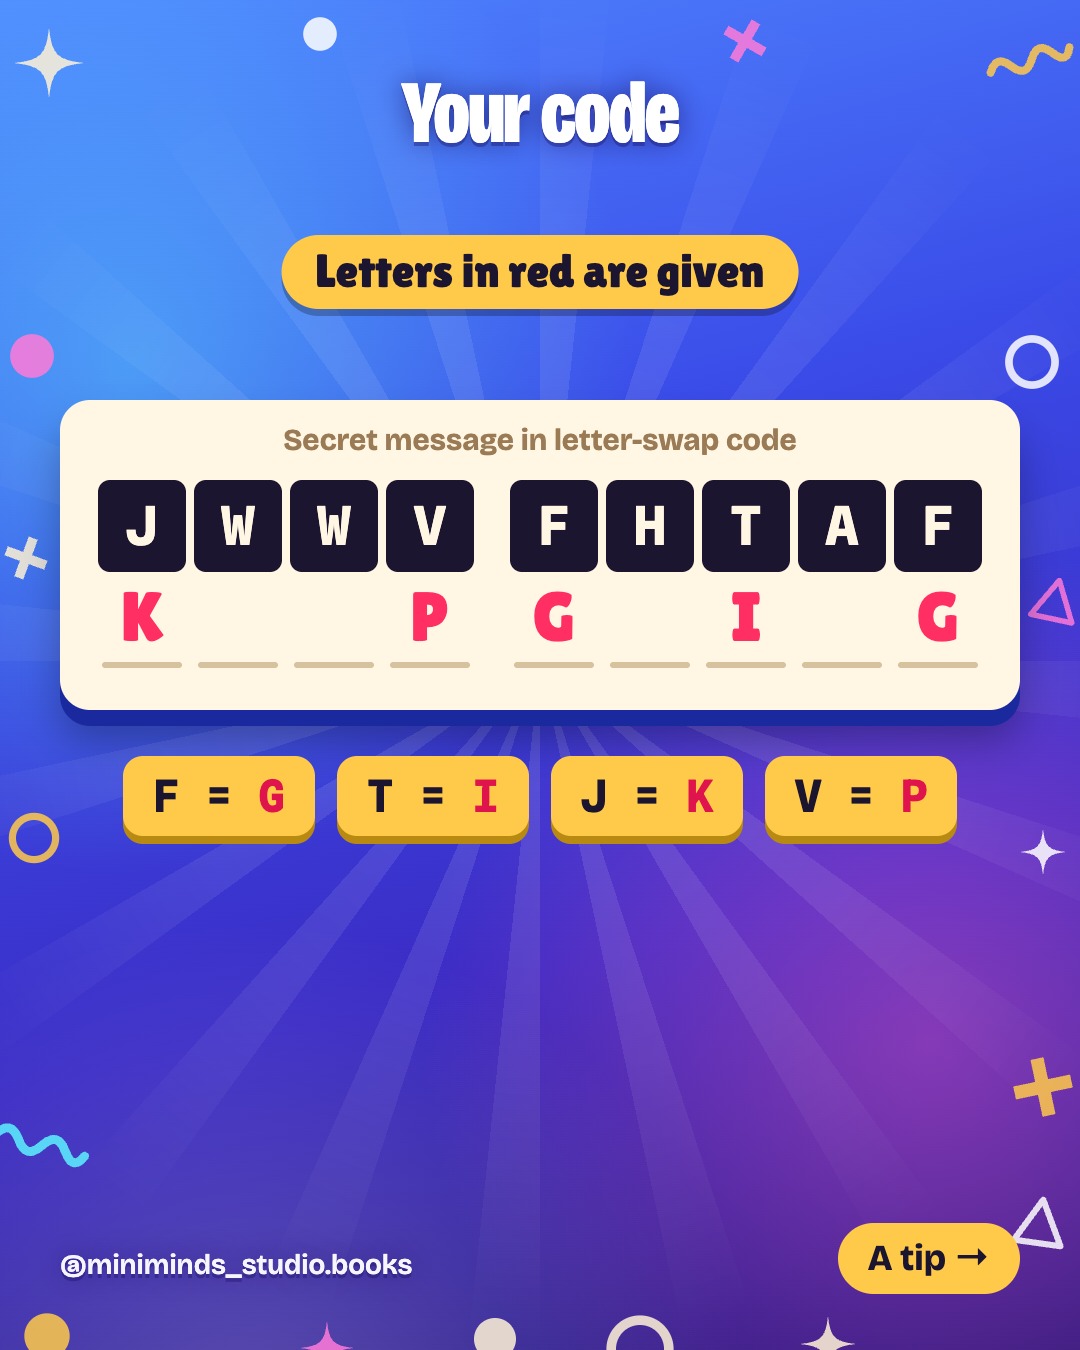 Your code
Letters in red are given
Secret message in letter-swap code
J W W V F H T A F
K P G I G
F = G T = I J = K V = P
@miniminds_studio.books
A tip →